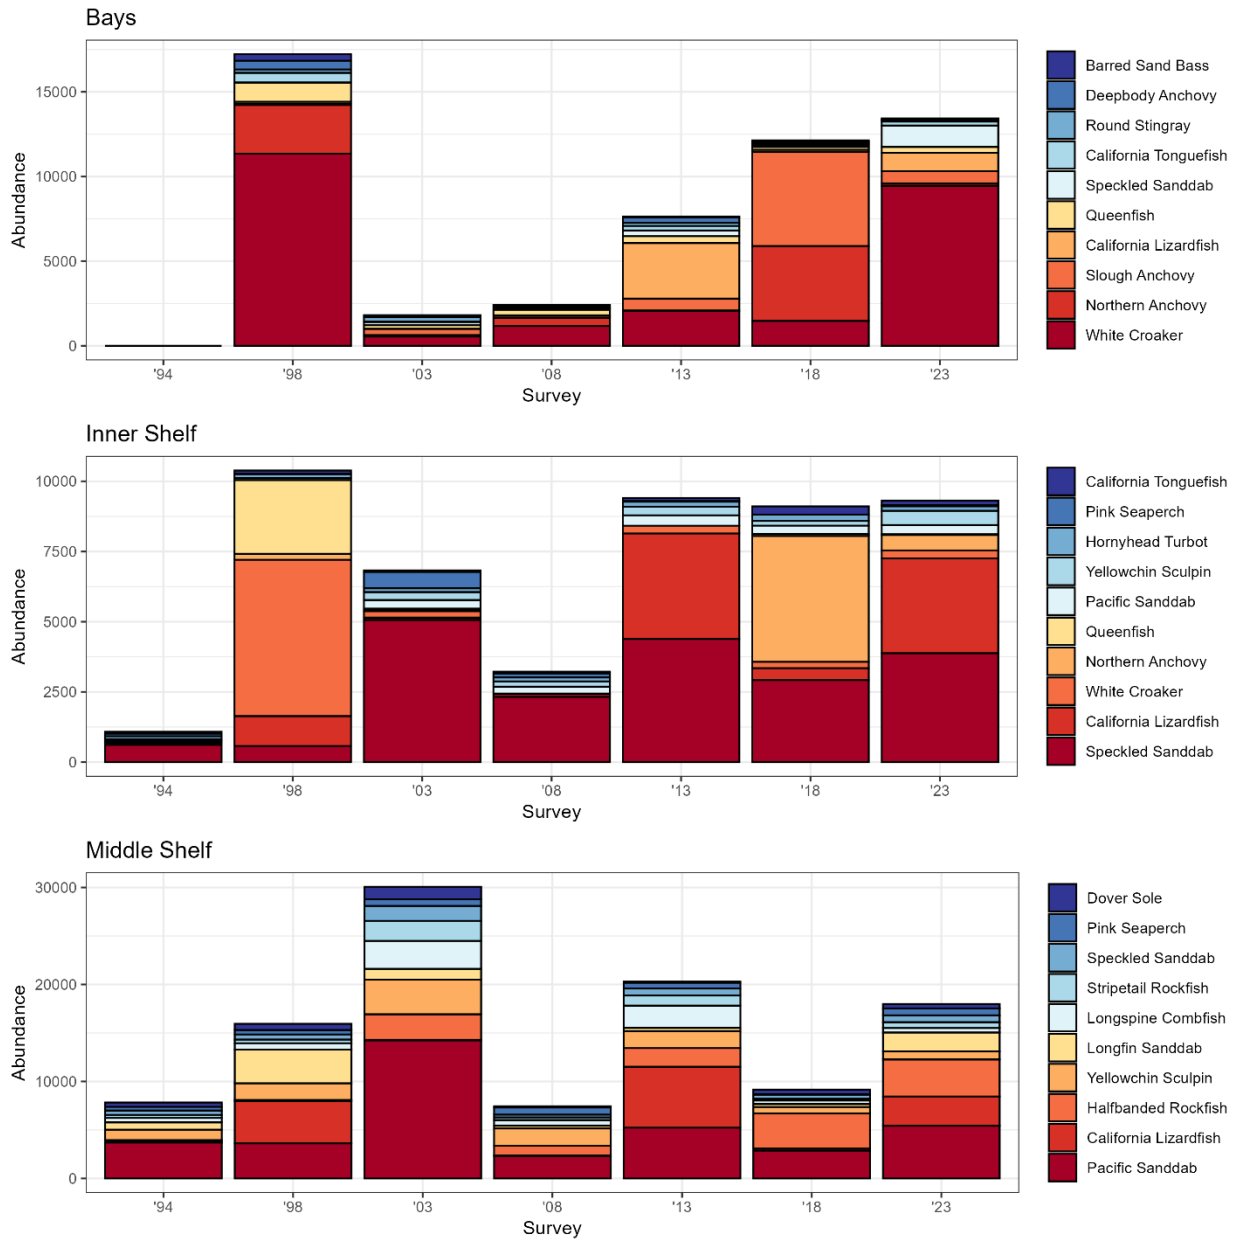 Bays
Abundance
15000
10000
5000
0
'94
'98
'03
'08
'13
'18
'23
Survey
Barred Sand Bass
Deepbody Anchovy
Round Stingray
California Tonguefish
Speckled Sanddab
Queenfish
California Lizardfish
Slough Anchovy
Northern Anchovy
White Croaker
Inner Shelf
Abundance
10000
7500
5000
2500
0
'94
'98
'03
'08
'13
'18
'23
Survey
California Tonguefish
Pink Seaperch
Hornyhead Turbot
Yellowchin Sculpin
Pacific Sanddab
Queenfish
Northern Anchovy
White Croaker
California Lizardfish
Speckled Sanddab
Middle Shelf
Abundance
30000
20000
10000
0
'94
'98
'03
'08
'13
'18
'23
Survey
Dover Sole
Pink Seaperch
Speckled Sanddab
Stripetail Rockfish
Longspine Combfish
Longfin Sanddab
Yellowchin Sculpin
Halfbanded Rockfish
California Lizardfish
Pacific Sanddab